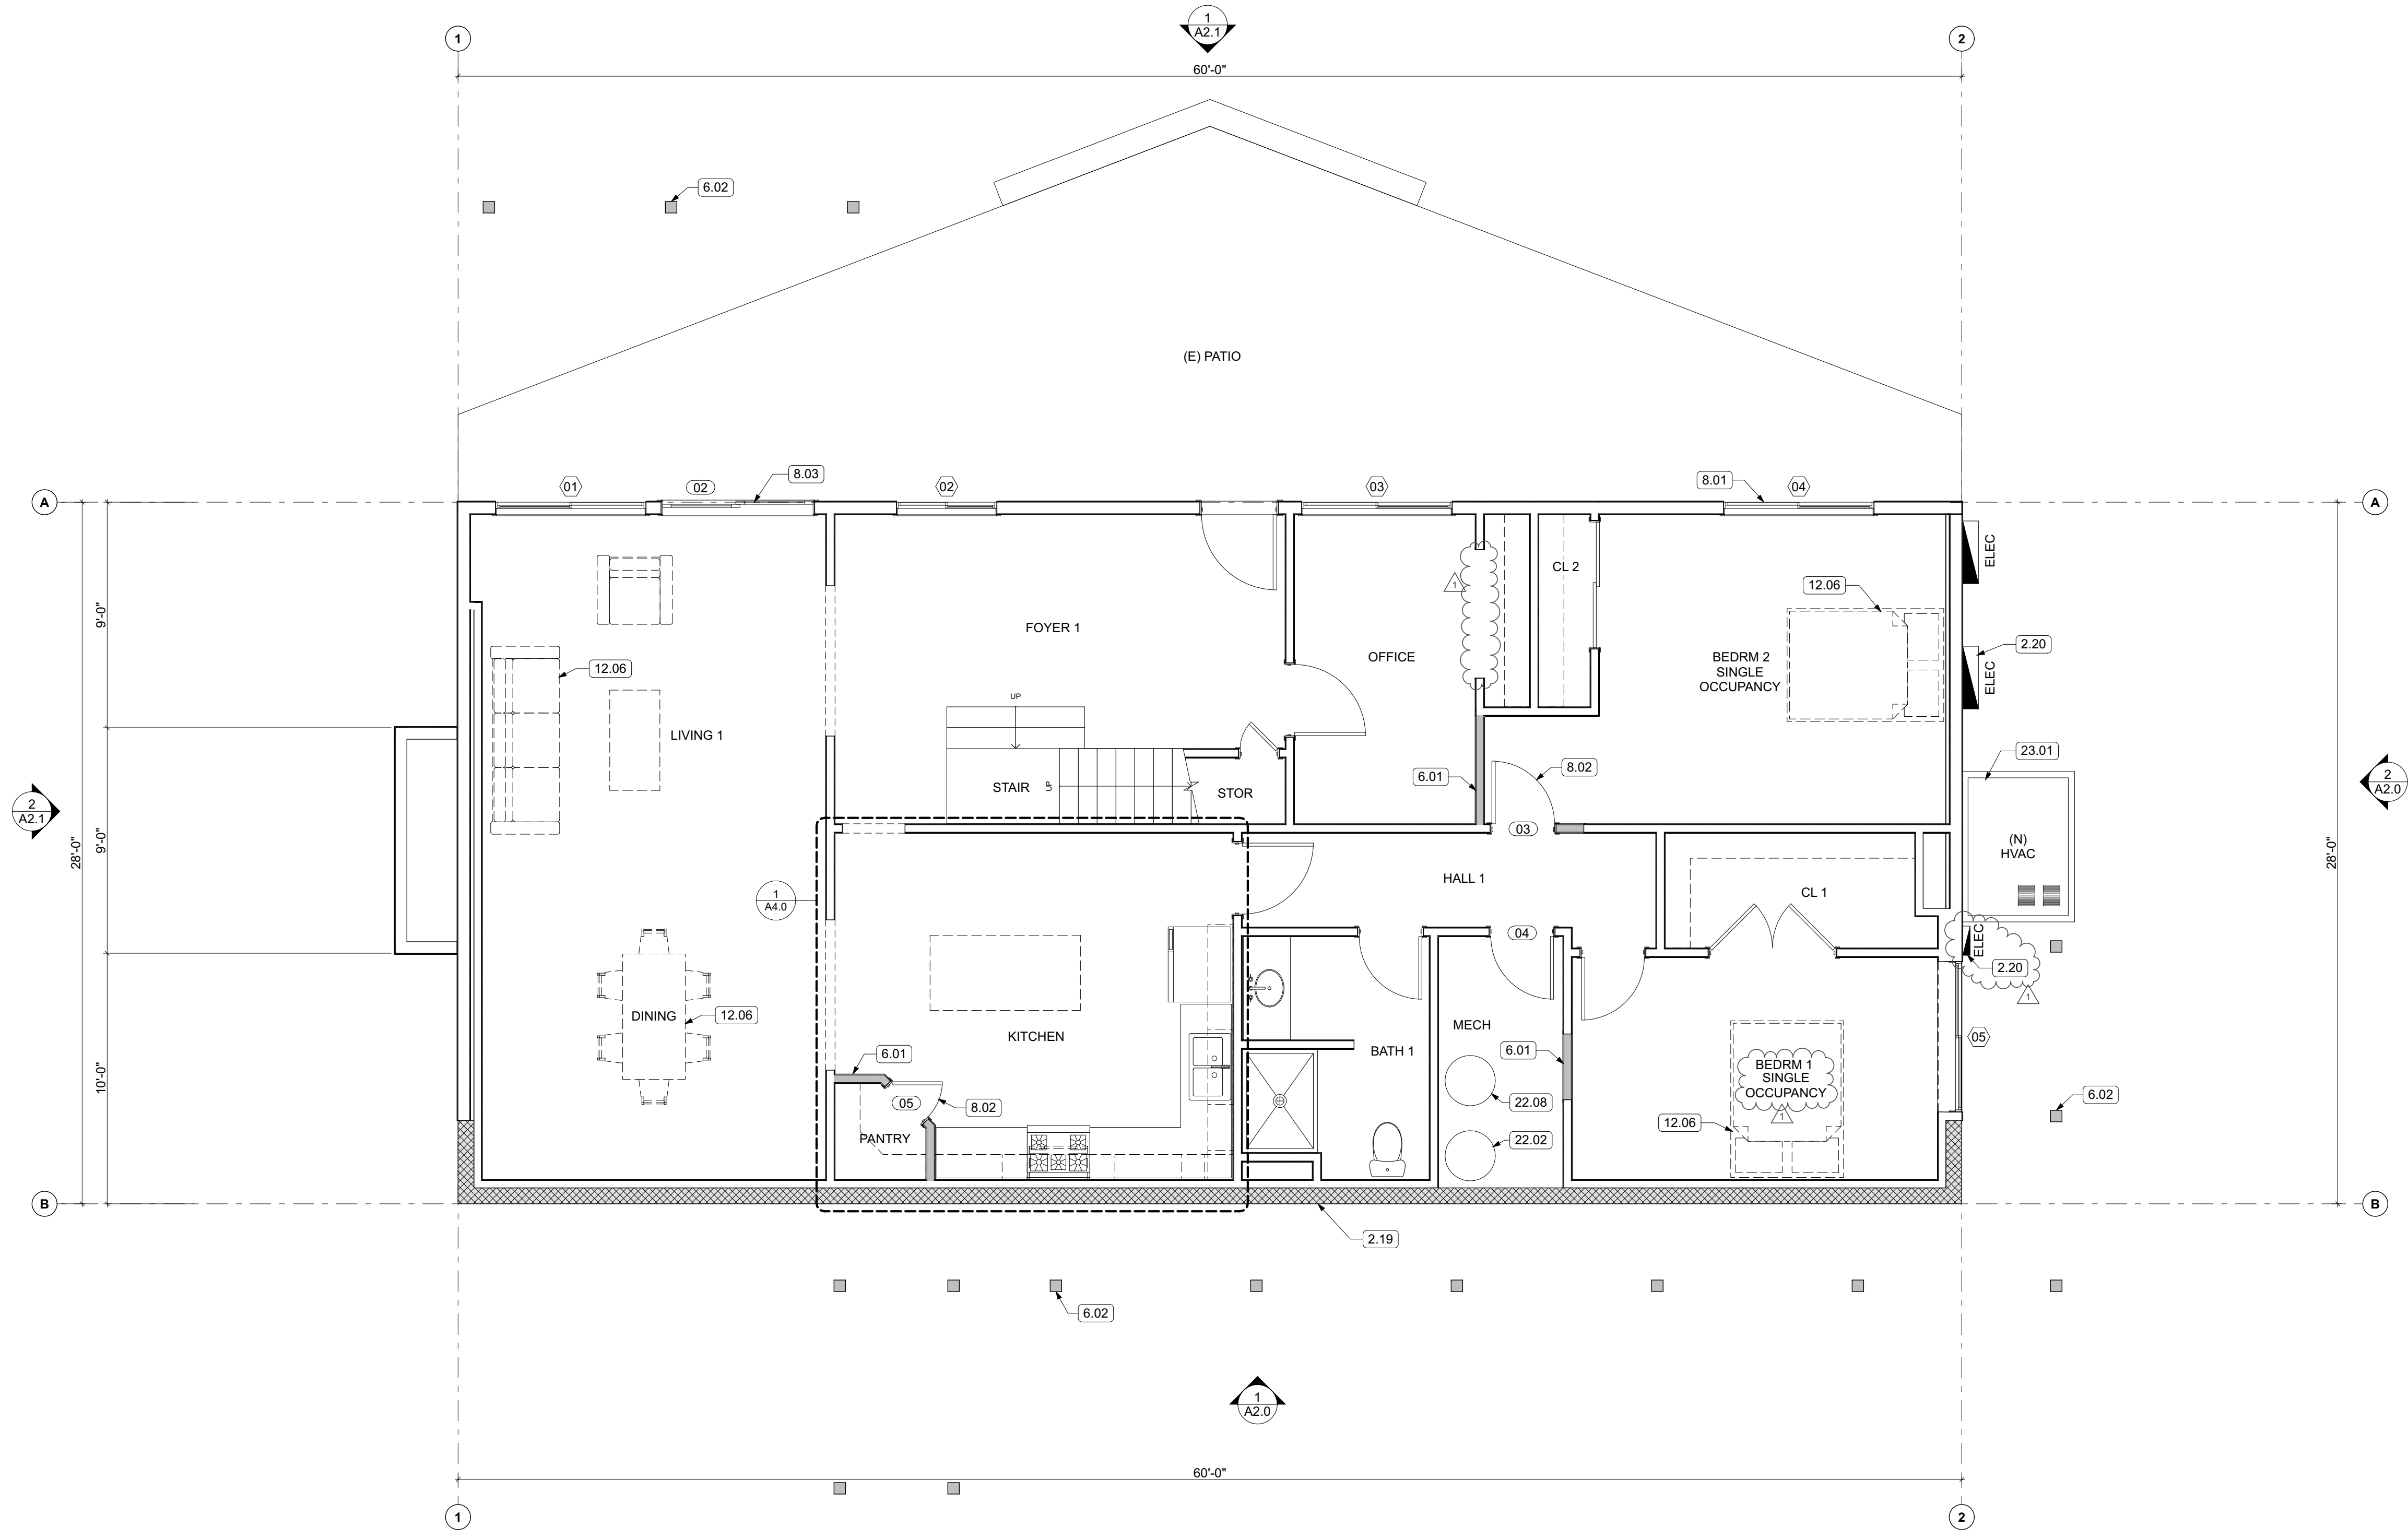 1
A2.1
1
2
60'-0"
6.02
(E) PATIO
01
02
8.03
02
03
8.01
04
A
A
ELEC
CL 2
12.06
1
9'-0"
FOYER 1
2.20
OFFICE
BEDRM 2
SINGLE
OCCUPANCY
12.06
ELEC
UP
LIVING 1
23.01
8.02
6.01
2
A2.0
STAIR
UP
STOR
2
A2.1
03
(N)
HVAC
28'-0"
9'-0"
28'-0"
HALL 1
CL 1
1
A4.0
04
ELEC
2.20
1
DINING
12.06
MECH
KITCHEN
05
6.01
BATH 1
6.01
BEDRM 1
SINGLE
OCCUPANCY
1
10'-0"
05
8.02
22.08
6.02
12.06
PANTRY
22.02
B
B
2.19
6.02
1
A2.0
60'-0"
1
2